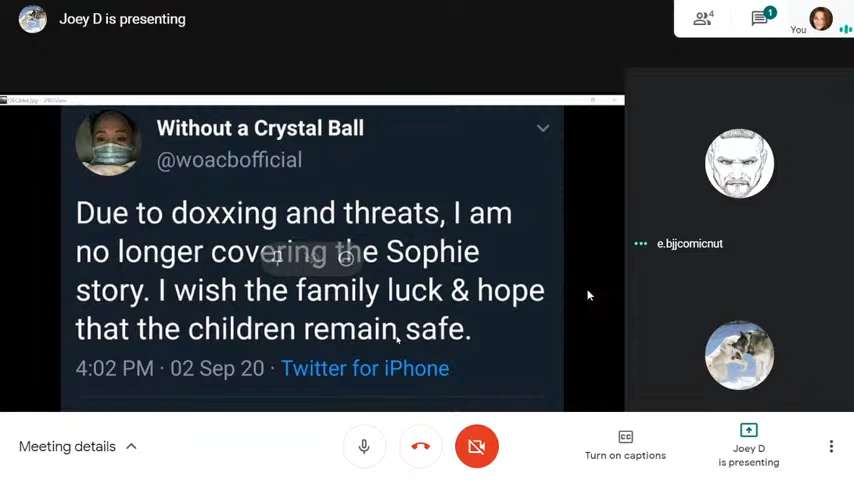 Joey D is presenting
4
1
You
Without a Crystal Ball
@woacbofficial
Due to doxxing and threats, I am
no longer covering the Sophie
story. I wish the family luck & hope
that the children remain safe.
4:02 PM · 02 Sep 20 · Twitter for iPhone
e.bjjcomicnut
Meeting details
Turn on captions
Joey D
is presenting